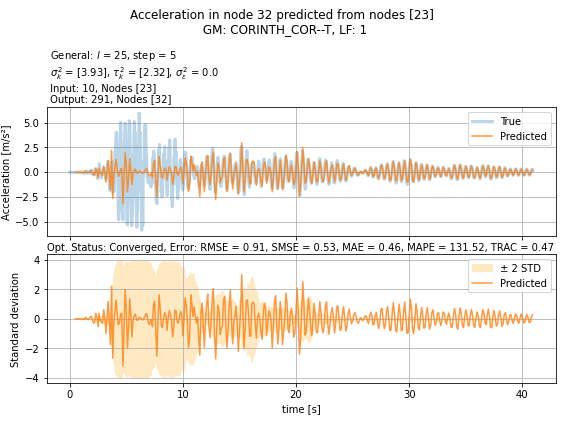 Acceleration in node 32 predicted from nodes [23]
GM: CORINTH_COR--T, LF: 1
General: l = 25, step = 5
σ²ₖ = [3.93], τ²ₖ = [2.32], σ²ε = 0.0
Input: 10, Nodes [23]
Output: 291, Nodes [32]
Acceleration [m/s²]
5.0
2.5
0.0
−2.5
−5.0
True
Predicted
Opt. Status: Converged, Error: RMSE = 0.91, SMSE = 0.53, MAE = 0.46, MAPE = 131.52, TRAC = 0.47
Standard deviation
4
2
0
−2
−4
± 2 STD
Predicted
0
10
20
30
40
time [s]